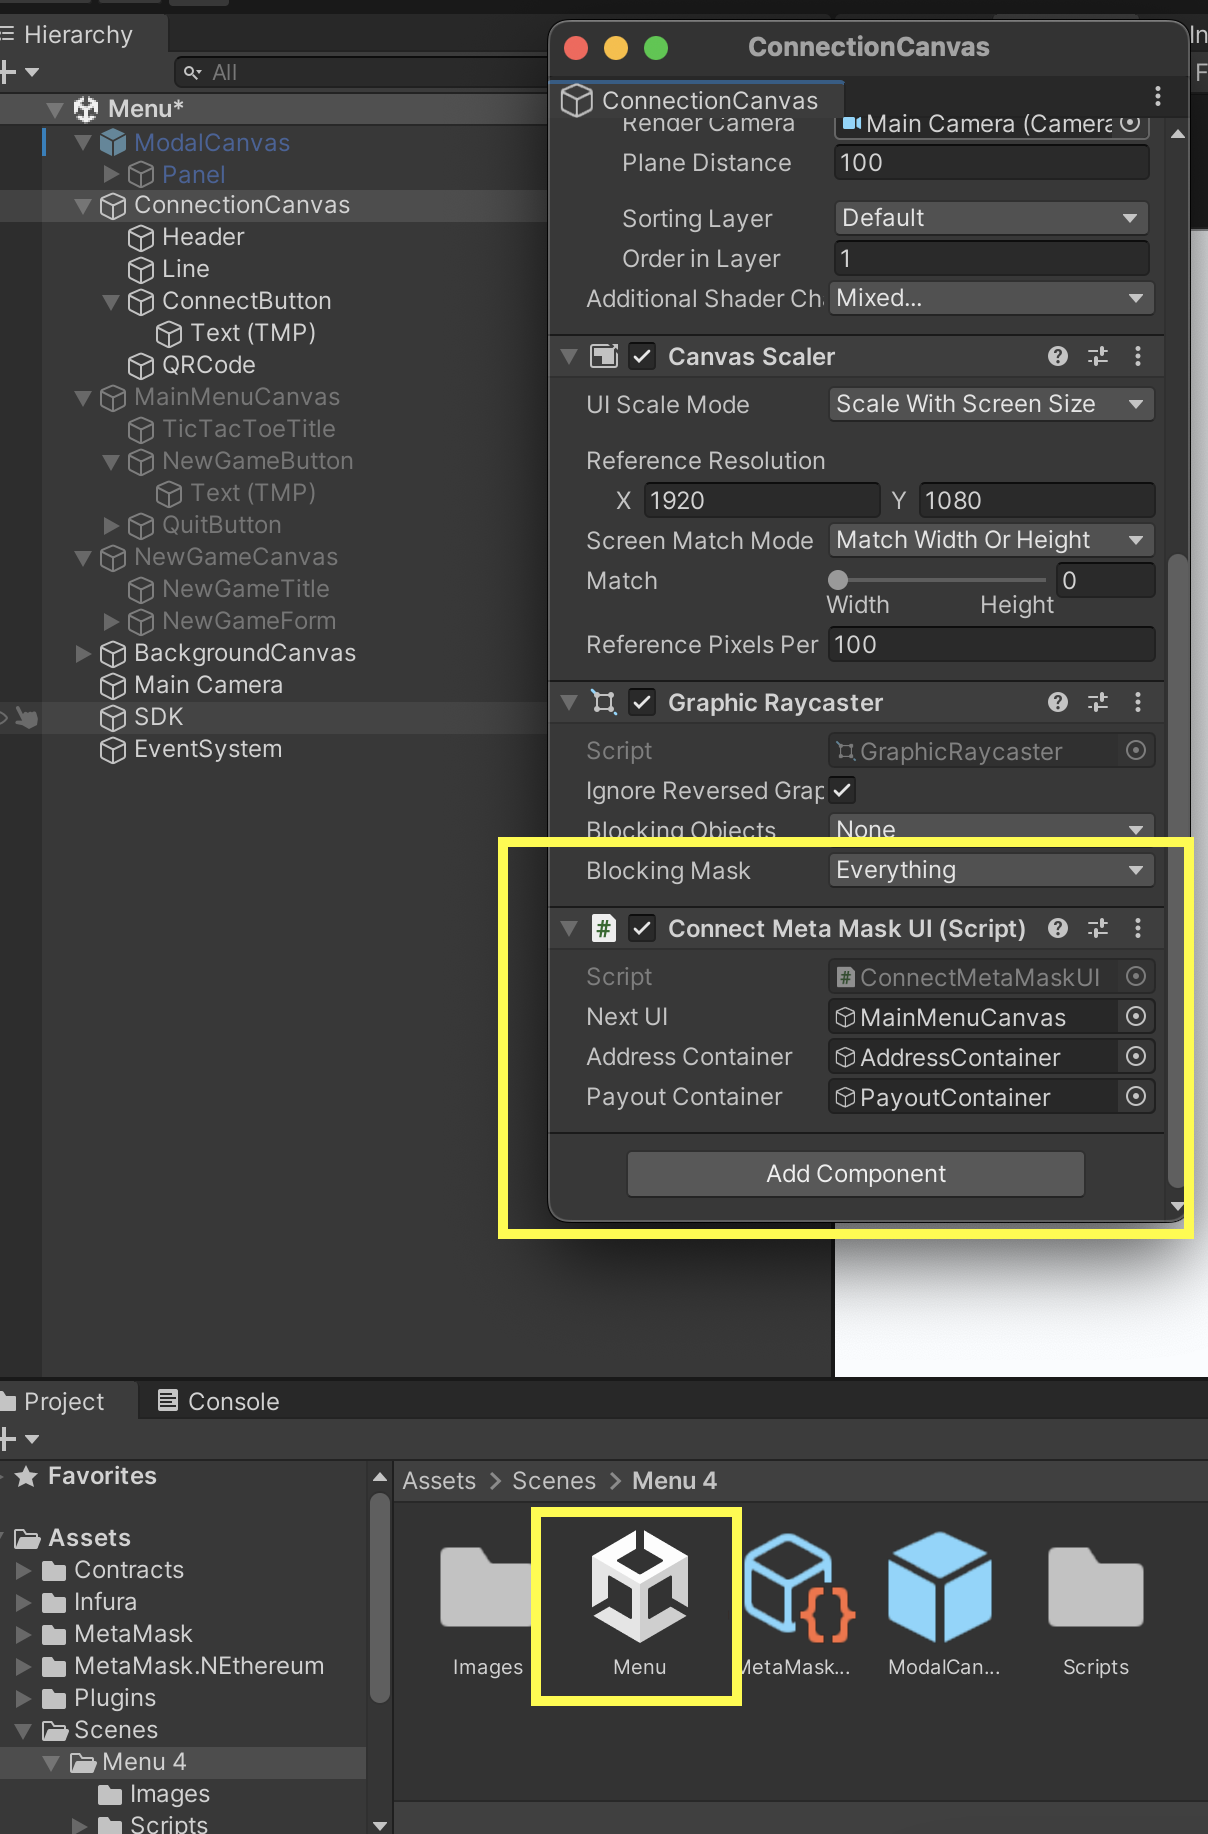 Hierarchy
All
Menu*
ModalCanvas
Panel
ConnectionCanvas
Header
Line
ConnectButton
Text (TMP)
QRCode
MainMenuCanvas
TicTacToeTitle
NewGameButton
Text (TMP)
QuitButton
NewGameCanvas
NewGameTitle
NewGameForm
BackgroundCanvas
Main Camera
SDK
EventSystem
ConnectionCanvas
ConnectionCanvas
Render Camera Main Camera (Camera
Plane Distance 100
Sorting Layer Default
Order in Layer 1
Additional Shader Cha Mixed...
Canvas Scaler
UI Scale Mode Scale With Screen Size
Reference Resolution
X 1920 Y 1080
Screen Match Mode Match Width Or Height
Match 0
Width Height
Reference Pixels Per 100
Graphic Raycaster
Script GraphicRaycaster
Ignore Reversed Grap
Blocking Objects None
Blocking Mask Everything
# Connect Meta Mask UI (Script)
Script # ConnectMetaMaskUI
Next UI MainMenuCanvas
Address Container AddressContainer
Payout Container PayoutContainer
Add Component
In
F
Project Console
Favorites
Assets
Contracts
Infura
MetaMask
MetaMask.NEthereum
Plugins
Scenes
Menu 4
Images
Scripts
Assets > Scenes > Menu 4
{}
Images Menu MetaMask... ModalCan... Scripts